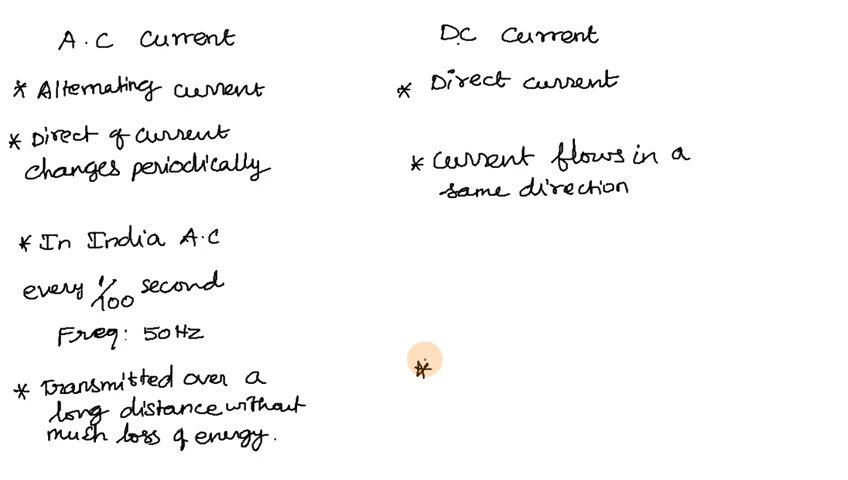 A.C Current
* Alternating current
* Direct of current
changes periodically
* In India A.C
every 1/100 second
Freq: 50Hz
* Transmitted over a
long distance without
much loss of energy.
D.C Current
* Direct current
* Current flows in a
same direction
*